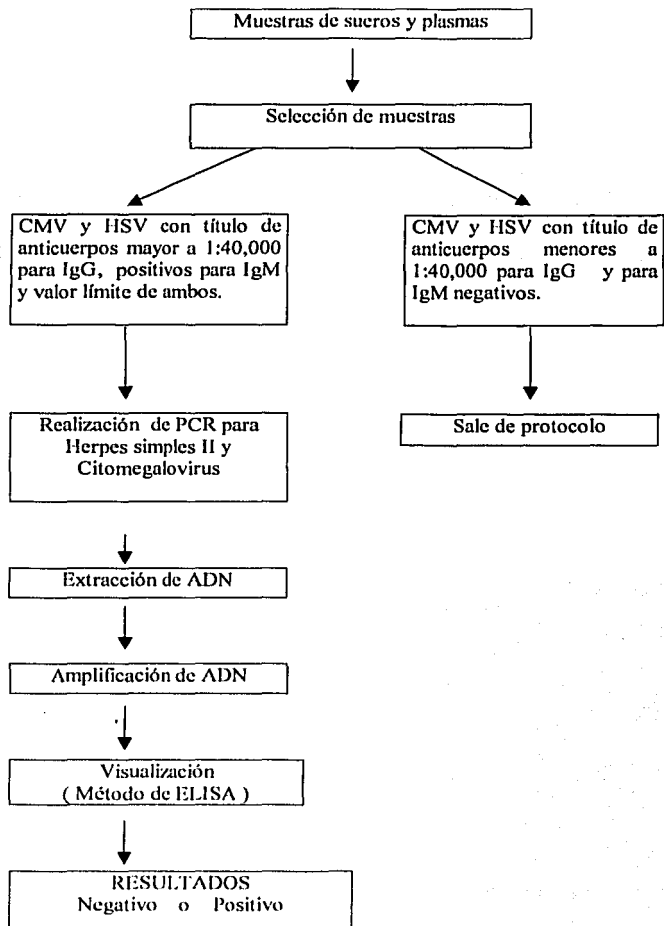 Muestras de sueros y plasmas
Selección de muestras
CMV y HSV con título de
anticuerpos mayor a 1:40,000
para IgG, positivos para IgM
y valor límite de ambos.
CMV y HSV con título de
anticuerpos menores a
1:40,000 para IgG y para
IgM negativos.
Realización de PCR para
Herpes simples II y
Citomegalovirus
Sale de protocolo
Extracción de ADN
Amplificación de ADN
Visualización
( Método de ELISA )
RESULTADOS
Negativo o Positivo